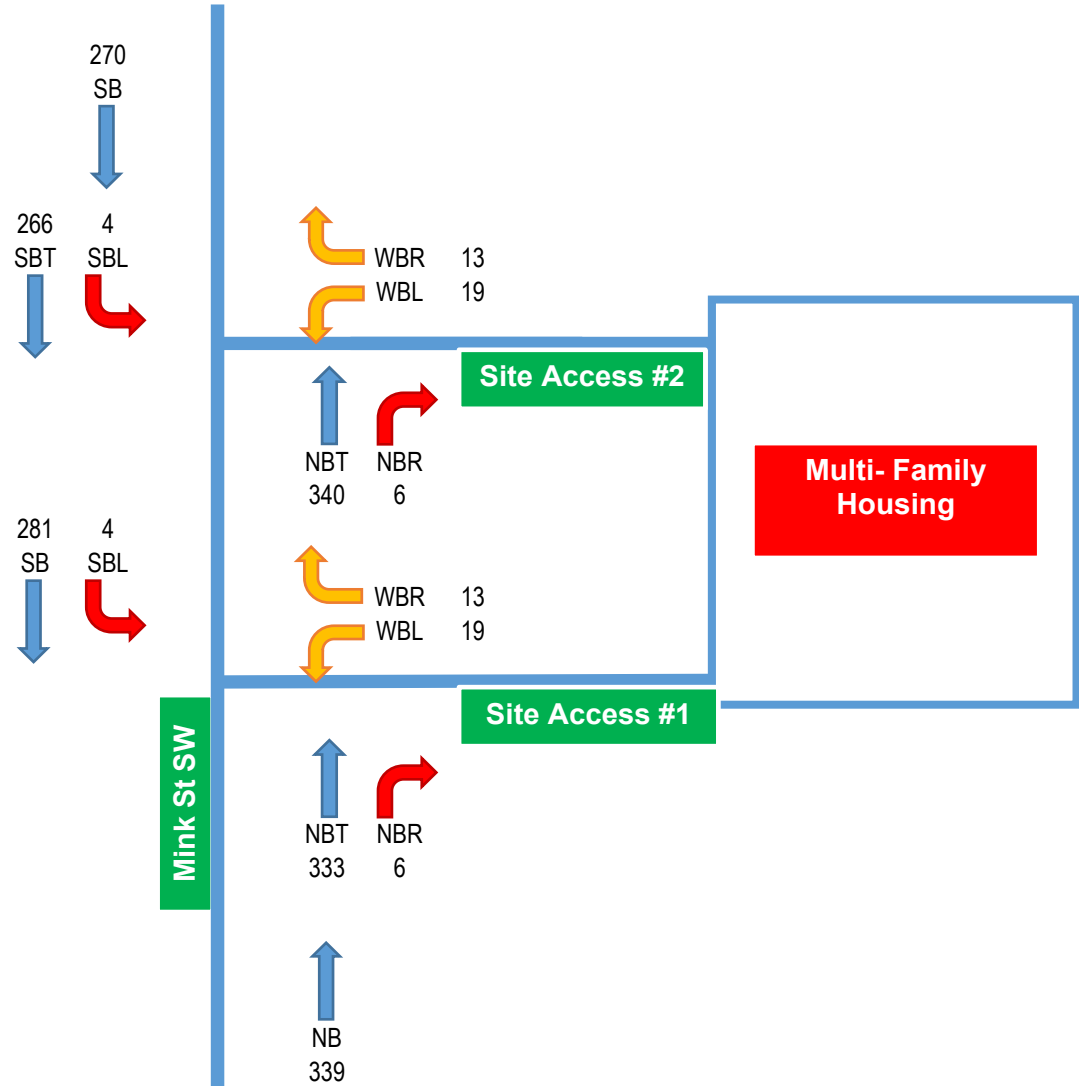 270
SB
266 4
SBT SBL
WBR 13
WBL 19
Site Access #2
NBT NBR
340 6
Multi- Family
Housing
281 4
SB SBL
WBR 13
WBL 19
Site Access #1
Mink St SW
NBT NBR
333 6
NB
339